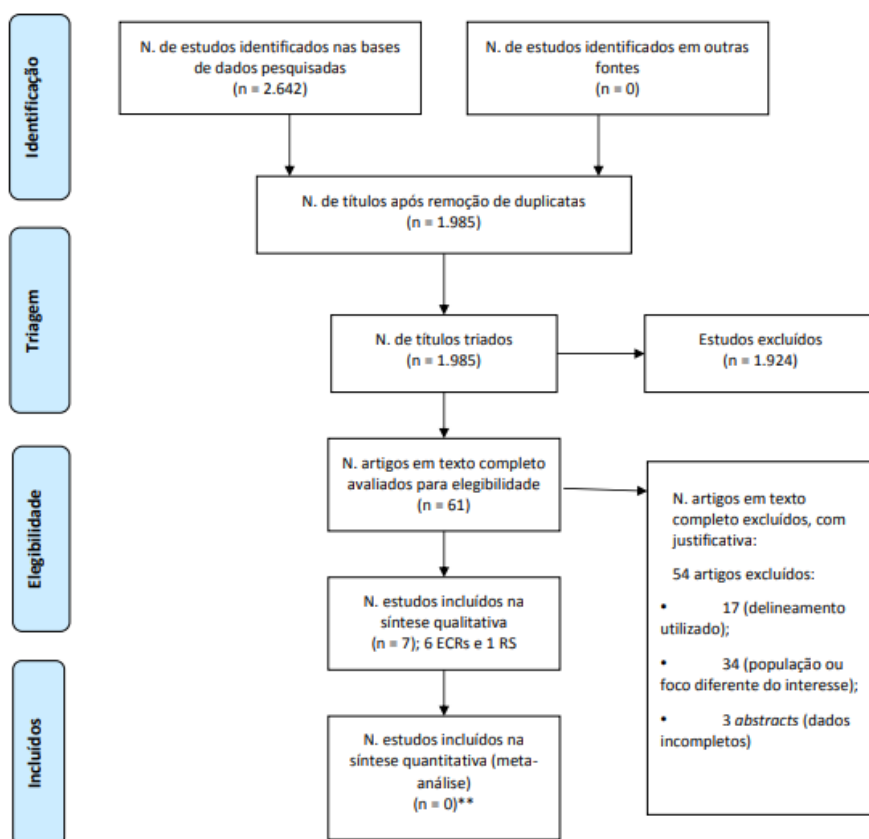 Identificação
N. de estudos identificados nas bases
de dados pesquisadas
(n = 2.642)
N. de estudos identificados em outras
fontes
(n = 0)
N. de títulos após remoção de duplicatas
(n = 1.985)
Triagem
N. de títulos triados
(n = 1.985)
Estudos excluídos
(n = 1.924)
Elegibilidade
N. artigos em texto completo
avaliados para elegibilidade
(n = 61)
N. artigos em texto
completo excluídos, com
justificativa:
54 artigos excluídos:
• 17 (delineamento
utilizado);
• 34 (população ou
foco diferente do interesse);
• 3 abstracts (dados
incompletos)
N. estudos incluídos na
síntese qualitativa
(n = 7); 6 ECRs e 1 RS
Incluídos
N. estudos incluídos na
síntese quantitativa (meta-
análise)
(n = 0)**